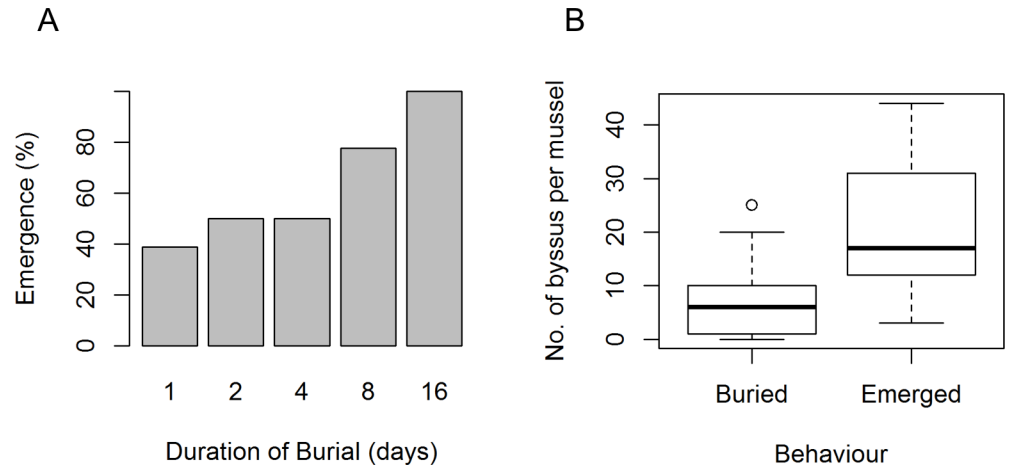 A
Emergence (%)
80
60
40
20
0
1 2 4 8 16
Duration of Burial (days)
B
No. of byssus per mussel
40
30
20
10
0
Buried Emerged
Behaviour